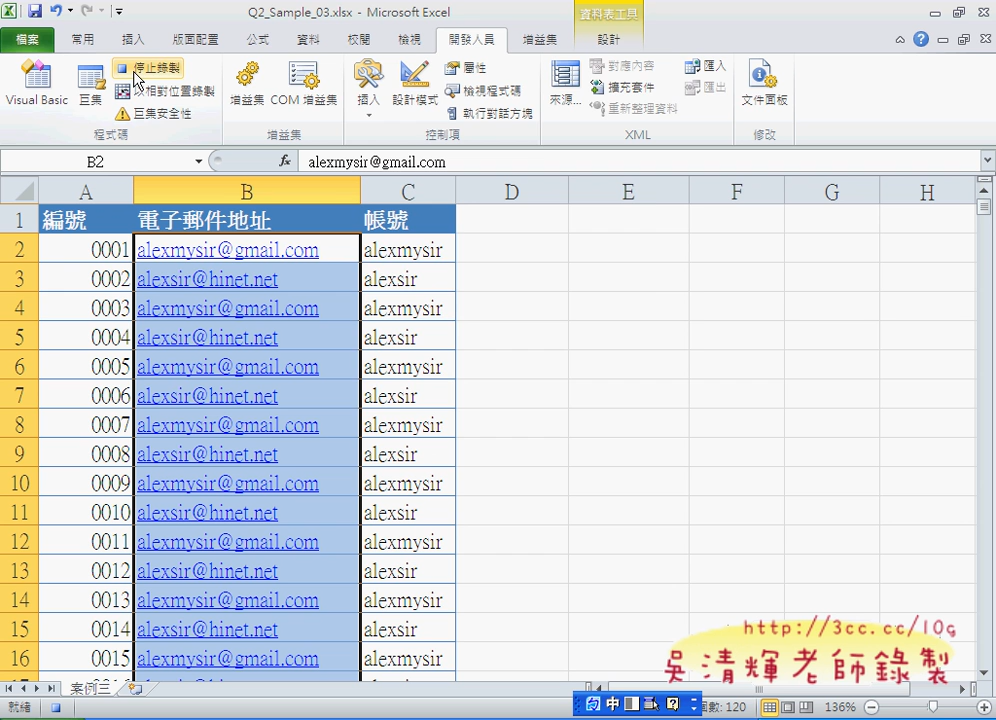 Q2_Sample_03.xlsx - Microsoft Excel
資料表工具
檔案 常用 插入 版面配置 公式 資料 校閱 檢視 開發人員 增益集 設計
Visual Basic 巨集 停止錄製 以相對位置錄製 巨集安全性 程式碼
增益集 COM 增益集 增益集
插入 設計模式 屬性 檢視程式碼 執行對話方塊 控制項
來源... 對應內容 擴充套件 重新整理資料 匯入 匯出 XML
文件面板 修改
B2 fx alexmysir@gmail.com
A B C D E F G H
1 編號 電子郵件地址 帳號
2 0001 alexmysir@gmail.com alexmysir
3 0002 alexsir@hinet.net alexsir
4 0003 alexmysir@gmail.com alexmysir
5 0004 alexsir@hinet.net alexsir
6 0005 alexmysir@gmail.com alexmysir
7 0006 alexsir@hinet.net alexsir
8 0007 alexmysir@gmail.com alexmysir
9 0008 alexsir@hinet.net alexsir
10 0009 alexmysir@gmail.com alexmysir
11 0010 alexsir@hinet.net alexsir
12 0011 alexmysir@gmail.com alexmysir
13 0012 alexsir@hinet.net alexsir
14 0013 alexmysir@gmail.com alexmysir
15 0014 alexsir@hinet.net alexsir
16 0015 alexmysir@gmail.com alexmysir
http://3cc.cc/10g
吳清輝老師錄製
案例三
就緒 中 個數: 120 136%